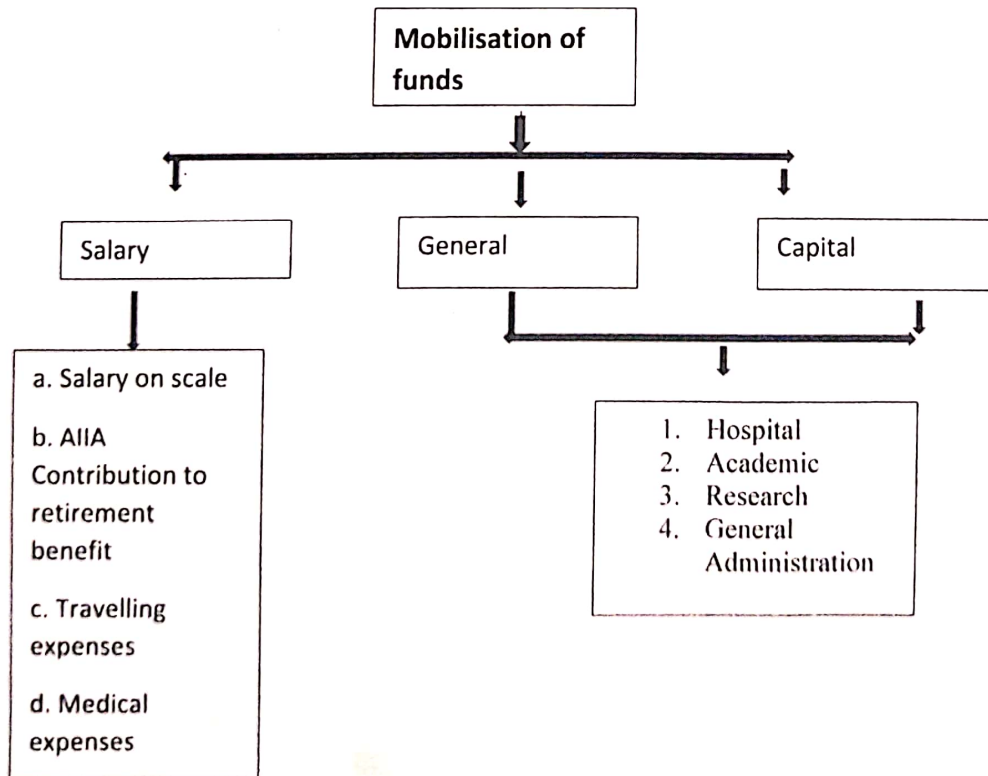 Mobilisation of
funds
Salary
General
Capital
a. Salary on scale
b. AIIA
Contribution to
retirement
benefit
c. Travelling
expenses
d. Medical
expenses
1. Hospital
2. Academic
3. Research
4. General
Administration